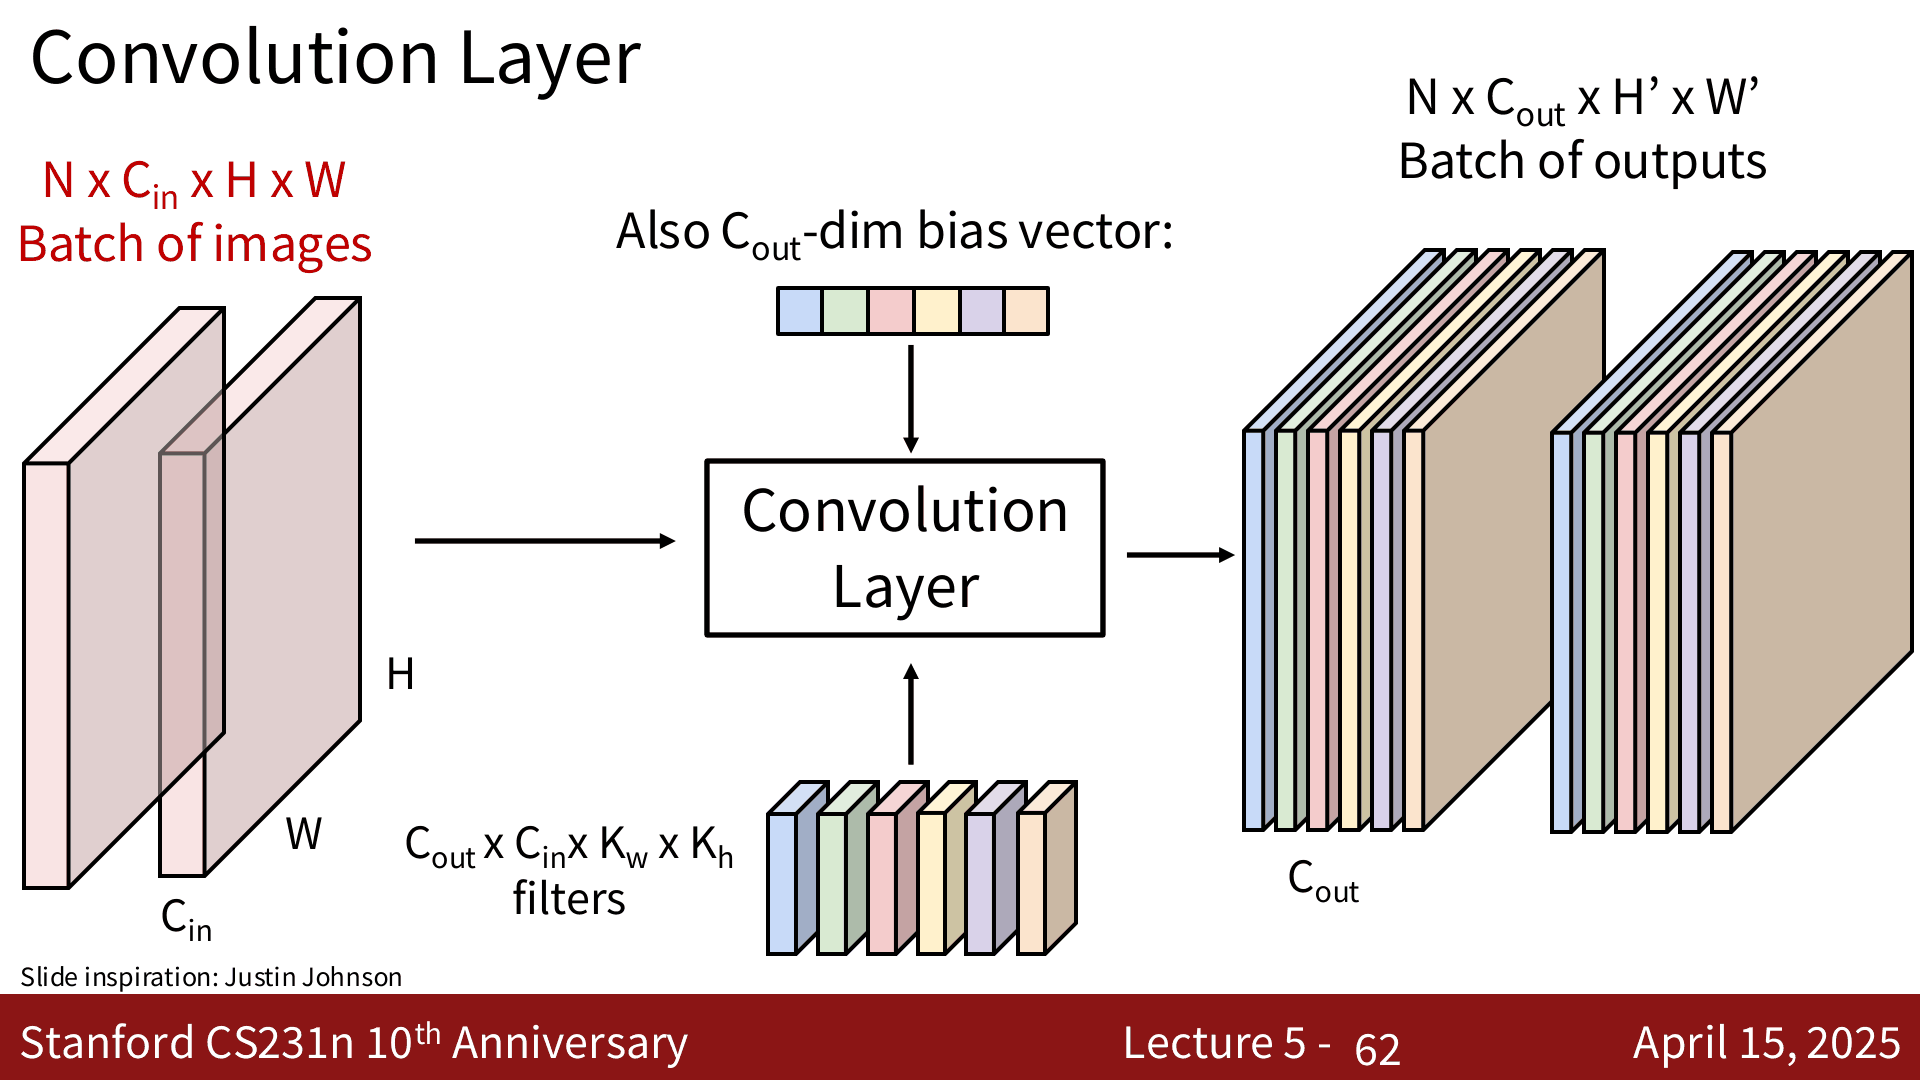 Convolution Layer
N x Cin x H x W
Batch of images
Also Cout-dim bias vector:
N x Cout x H’ x W’
Batch of outputs
Convolution
Layer
H
W
Cin
Cout x Cinx Kw x Kh
filters
Cout
Slide inspiration: Justin Johnson
Stanford CS231n 10th Anniversary
Lecture 5 - 62
April 15, 2025